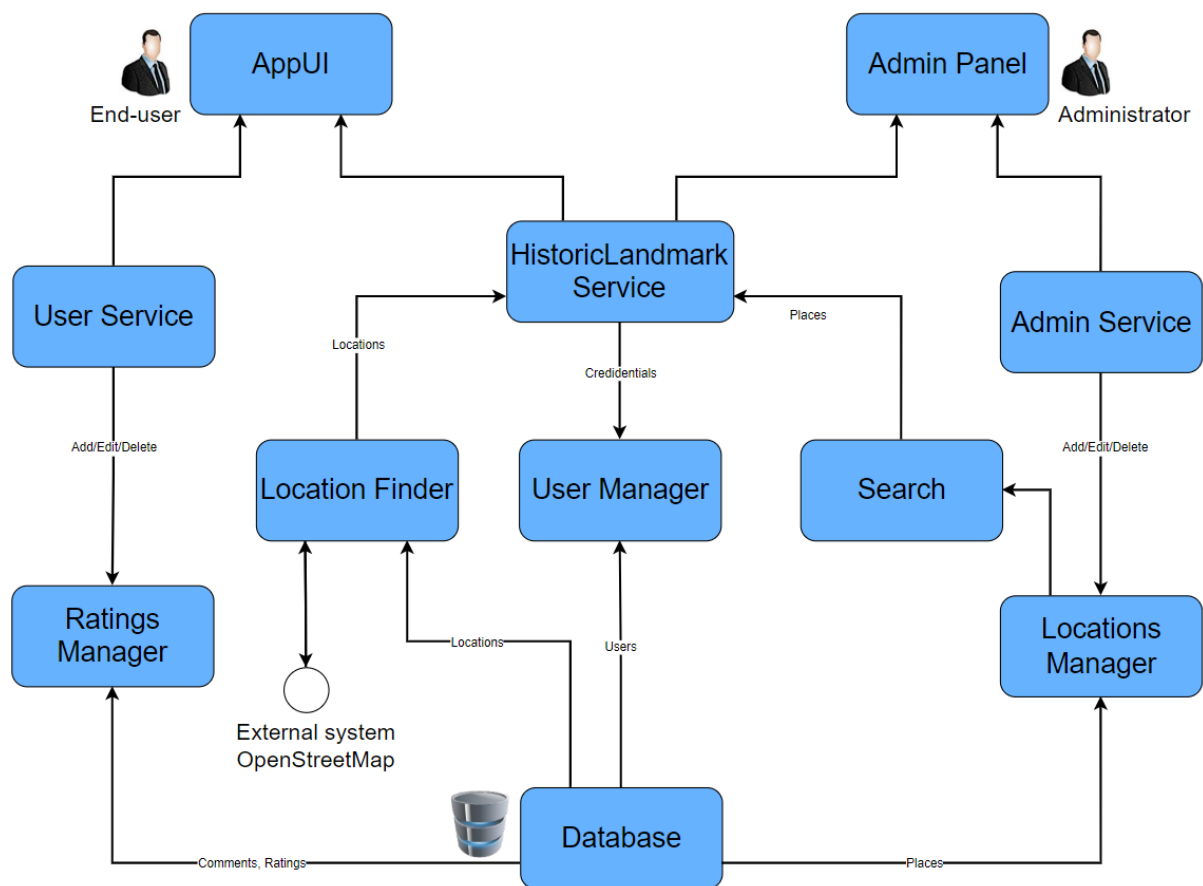 AppUI
Admin Panel
End-user
Administrator
HistoricLandmark
Service
User Service
Admin Service
Places
Locations
Credidentials
Add/Edit/Delete
Add/Edit/Delete
Location Finder
User Manager
Search
Ratings
Manager
Locations
Manager
Locations
Users
External system
OpenStreetMap
Database
Comments, Ratings
Places